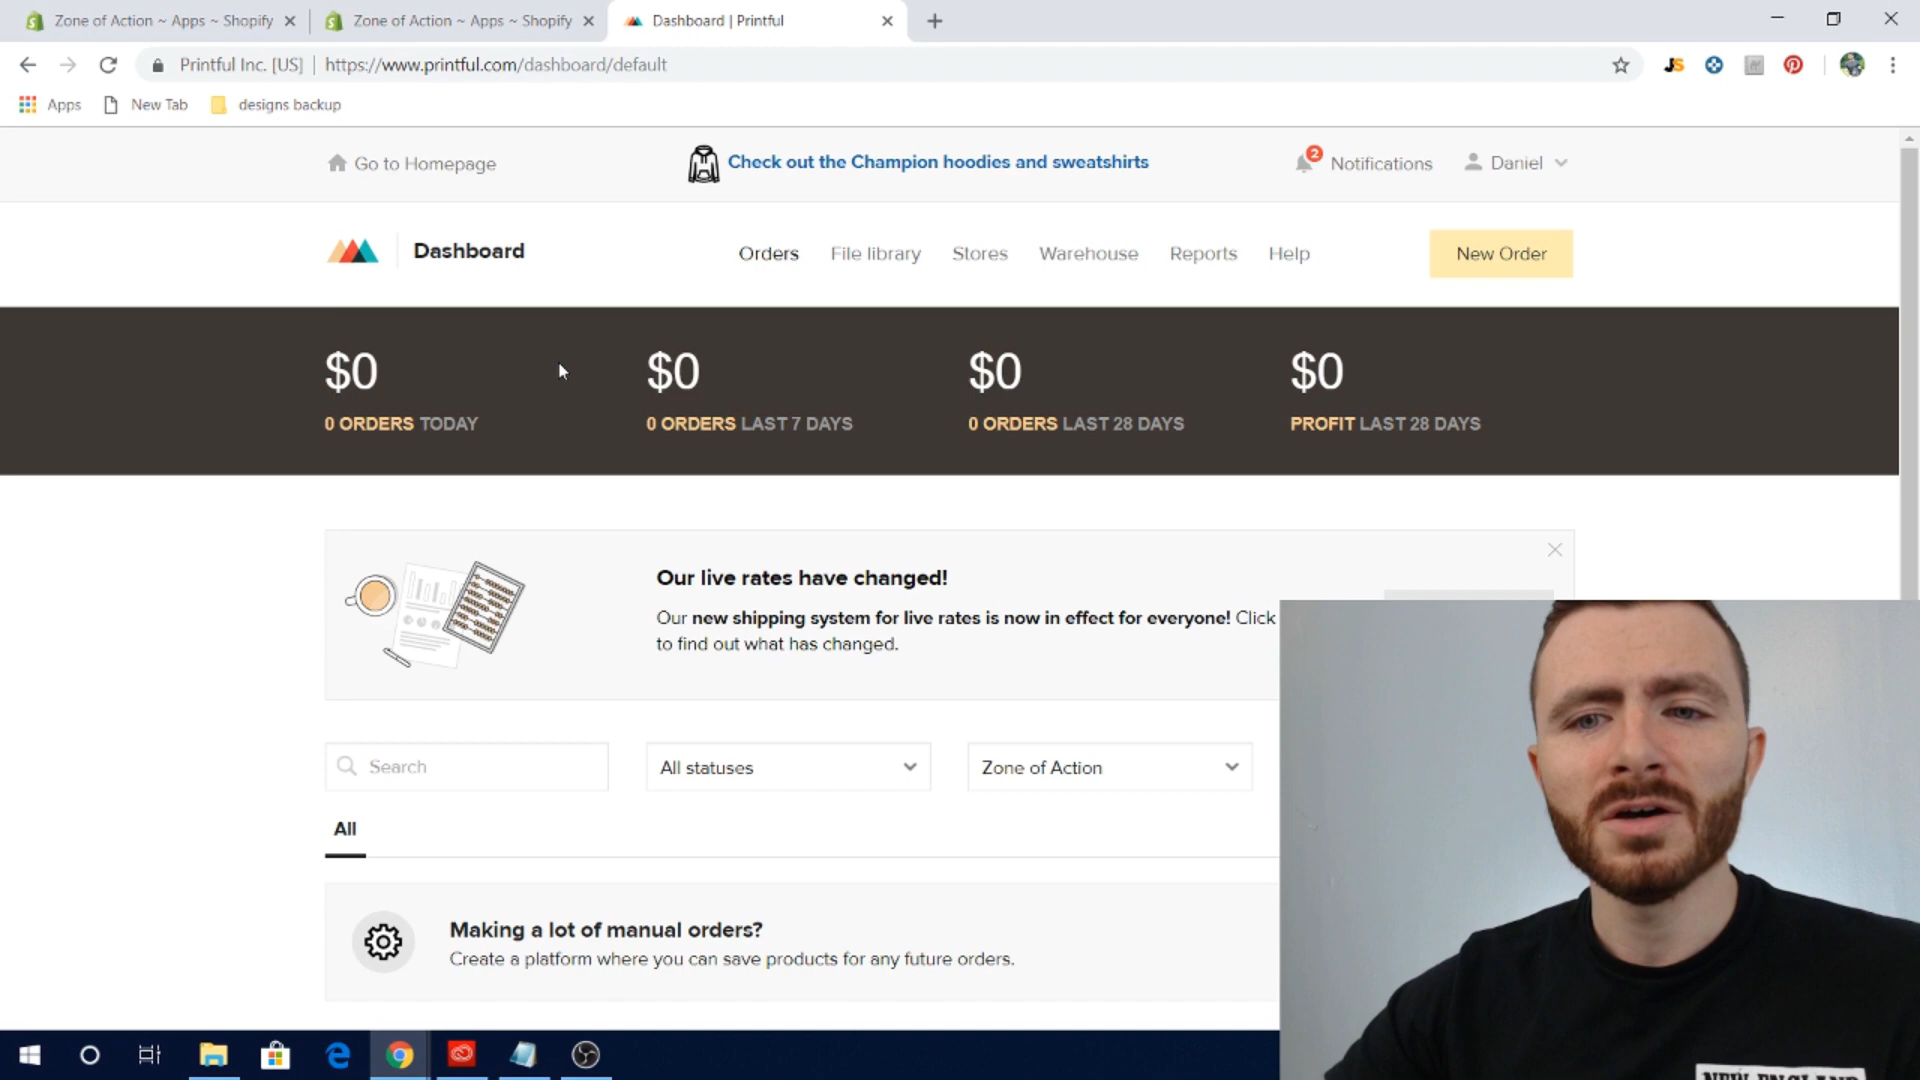 Zone of Action ~ Apps ~ Shopify
Zone of Action ~ Apps ~ Shopify
Dashboard | Printful
Printful Inc. [US] | https://www.printful.com/dashboard/default
Apps
New Tab
designs backup
Go to Homepage
Check out the Champion hoodies and sweatshirts
2
Notifications
Daniel
Dashboard
Orders
File library
Stores
Warehouse
Reports
Help
New Order
$0
0 ORDERS TODAY
$0
0 ORDERS LAST 7 DAYS
$0
0 ORDERS LAST 28 DAYS
$0
PROFIT LAST 28 DAYS
Our live rates have changed!
Our new shipping system for live rates is now in effect for everyone! Click
to find out what has changed.
Search
All statuses
Zone of Action
All
Making a lot of manual orders?
Create a platform where you can save products for any future orders.
NEW ENGLAND